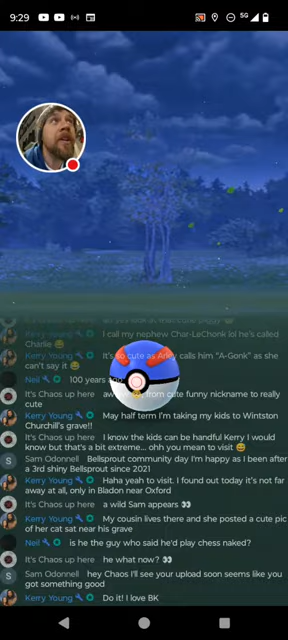 9:29
5G
Kerry Young I call my nephew Char-LeChonk lol he's called
Charlie
Kerry Young It's so cute as Arley calls him "A-Gonk" as she
can't say it
Neil 100 years
It's Chaos up here from cute funny nickname to really
cute
Kerry Young May half term I'm taking my kids to Wintston
Churchill's grave!!
It's Chaos up here I know the kids can be handful Kerry I would
know but that's a bit extreme... ohh you mean to visit
S Sam Odonnell Bellsprout community day I'm happy as I been after
a 3rd shiny Bellsprout since 2021
Kerry Young Haha yeah to visit. I found out today it's not far
away at all, only in Bladon near Oxford
It's Chaos up here a wild Sam appears
Kerry Young My cousin lives there and she posted a cute pic
of her cat sat near his grave
Neil is he the guy who said he'd play chess naked?
It's Chaos up here he what now?
S Sam Odonnell hey Chaos I'll see your upload soon seems like you
got something good
Kerry Young Do it! I love BK